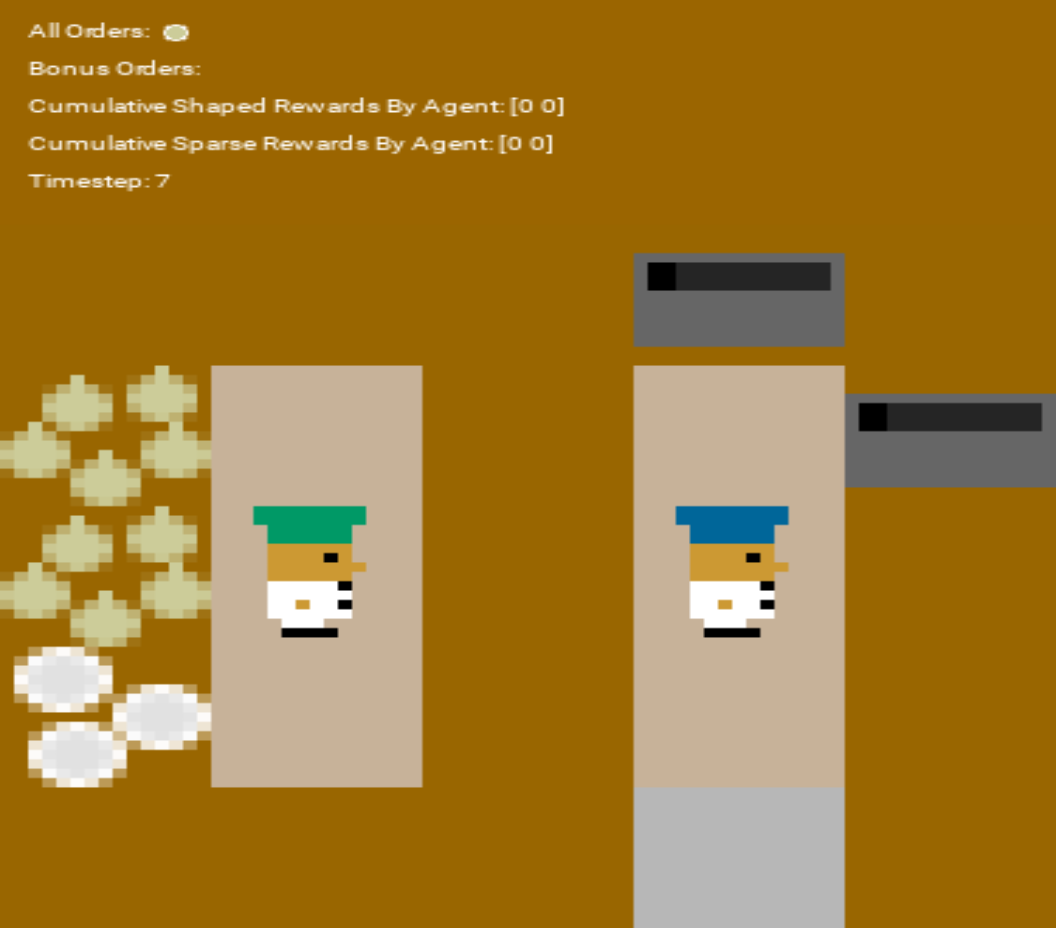 All Orders:
Bonus Orders:
Cumulative Shaped Rewards By Agent: [0 0]
Cumulative Sparse Rewards By Agent: [0 0]
Timestep: 7